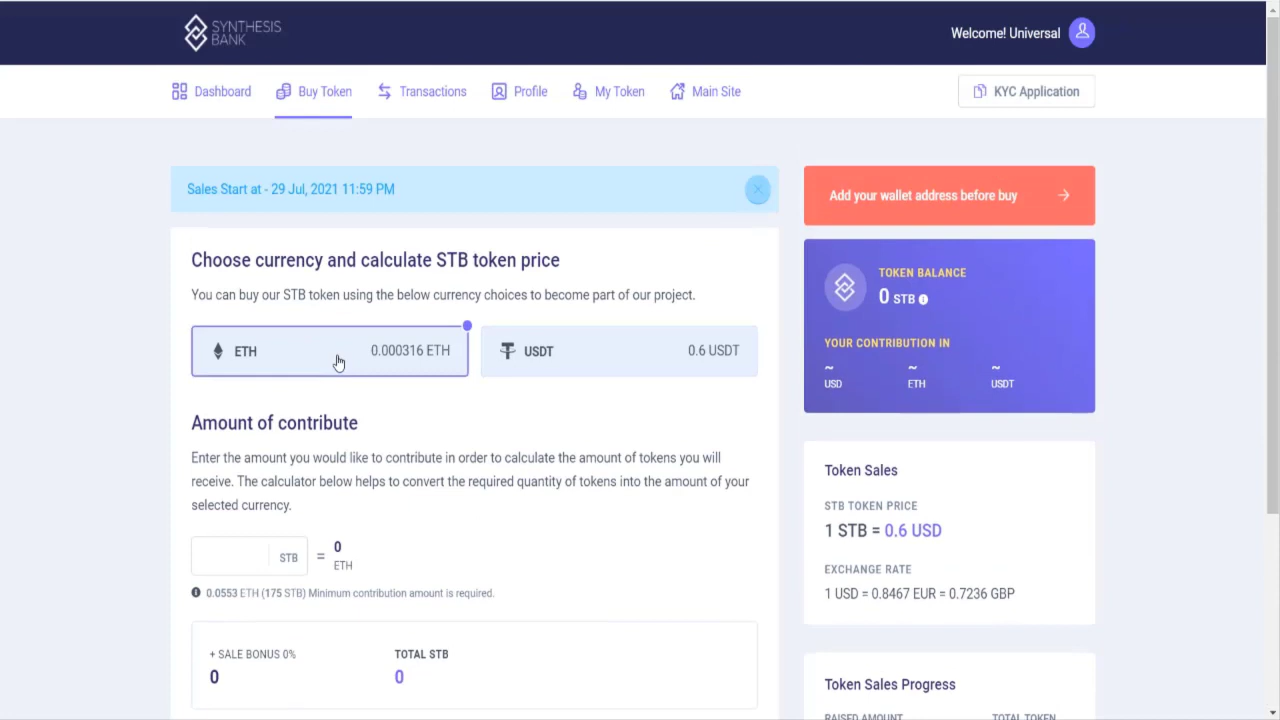 SYNTHESIS
BANK
Welcome! Universal
Dashboard
Buy Token
Transactions
Profile
My Token
Main Site
KYC Application
Sales Start at - 29 Jul, 2021 11:59 PM
Add your wallet address before buy
Choose currency and calculate STB token price
You can buy our STB token using the below currency choices to become part of our project.
ETH 0.000316 ETH
USDT 0.6 USDT
TOKEN BALANCE
0 STB
YOUR CONTRIBUTION IN
~ ~ ~
USD ETH USDT
Amount of contribute
Enter the amount you would like to contribute in order to calculate the amount of tokens you will
receive. The calculator below helps to convert the required quantity of tokens into the amount of your
selected currency.
STB = 0
ETH
0.0553 ETH (175 STB) Minimum contribution amount is required.
+ SALE BONUS 0%
0
TOTAL STB
0
Token Sales
STB TOKEN PRICE
1 STB = 0.6 USD
EXCHANGE RATE
1 USD = 0.8467 EUR = 0.7236 GBP
Token Sales Progress
RAISED AMOUNT TOTAL TOKEN